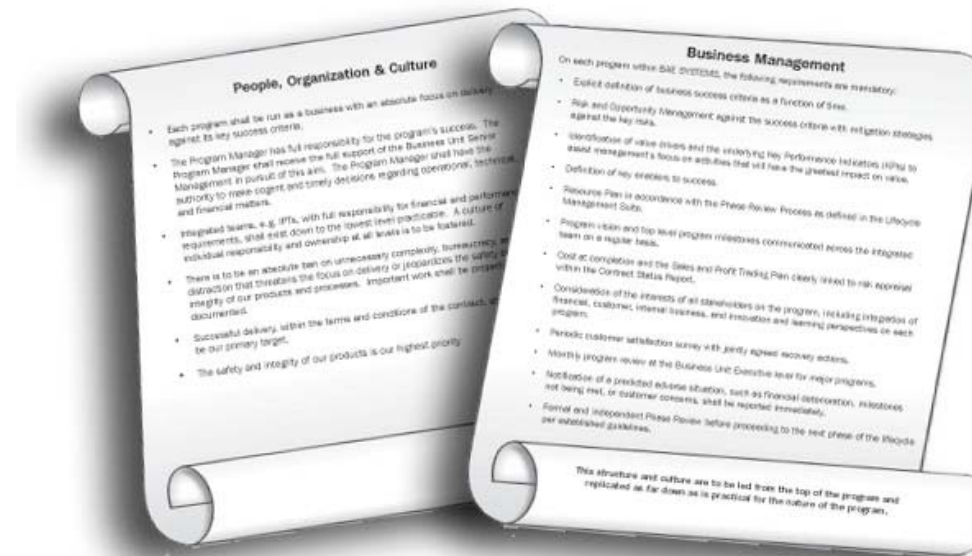 People, Organization & Culture
• Each program shall be run as a business with an absolute focus on delivery
against its key success criteria.
• The Program Manager has full responsibility for the program's success. The
Program Manager shall receive the full support of the Business Unit Senior
Management in pursuit of this aim. The Program Manager shall have the
authority to make cogent and timely decisions regarding operational, technical,
and financial matters.
• Integrated teams, e.g. IPTs, with full responsibility for financial and performance
requirements, shall exist down to the lowest level practicable. A culture of
individual responsibility and ownership at all levels is to be fostered.
• There is to be an absolute ban on unnecessary complexity, bureaucracy,
distraction that threatens the focus on delivery or jeopardizes the safety
integrity of our products and processes. Important work shall be
documented.
• Successful delivery, within the terms and conditions of the contract,
be our primary target.
• The safety and integrity of our products is our highest priority
Business Management
On each program within BAE SYSTEMS, the following requirements are mandatory:
• Explicit definition of business success criteria as a function of time.
• Risk and Opportunity Management against the success criteria with mitigation strategies
against the key risks.
• Identification of value drivers and the underlying Key Performance Indicators (KPIs) to
assist management's focus on activities that will have the greatest impact on value.
• Definition of key enablers to success.
• Resource Plan in accordance with the Phase Review Process as defined in the Lifecycle
Management Suite.
• Program vision and top level program milestones communicated across the integrated
team on a regular basis.
• Cost at completion and the Sales and Profit Trading Plan clearly linked to risk appraisal
within the Contract Status Report.
• Consideration of the interests of all stakeholders on the program, including integration of
financial, customer, internal business, and innovation and learning perspectives on each
program.
• Periodic customer satisfaction survey with jointly agreed recovery actions.
• Monthly program review at the Business Unit Executive level for major programs.
• Notification of a predicted adverse situation, such as financial deterioration, milestones
not being met, or customer concerns, shall be reported immediately.
• Formal and independent Phase Review before proceeding to the next phase of the lifecycle
per established guidelines.
This structure and culture are to be led from the top of the program and
replicated as far down as is practical for the nature of the program.